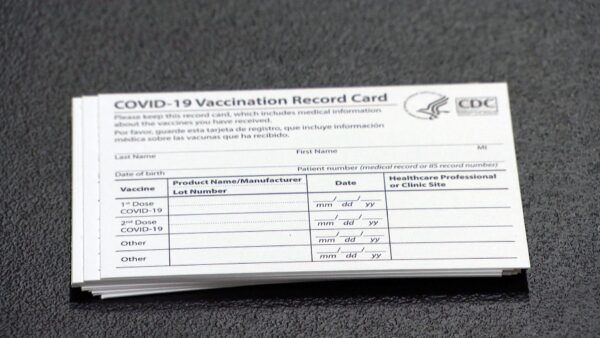 COVID-19 Vaccination Record Card
CDC
Please keep this record card, which includes medical information
about the vaccines you have received.
Por favor, guarde esta tarjeta de registro, que incluye información
médica sobre las vacunas que ha recibido.
Last Name First Name MI
Date of birth Patient number (medical record or IIS record number)
Vaccine Product Name/Manufacturer Date Healthcare Professional
Lot Number or Clinic Site
1st Dose
COVID-19
mm dd yy
2nd Dose
COVID-19
mm dd yy
Other
mm dd yy
Other
mm dd yy